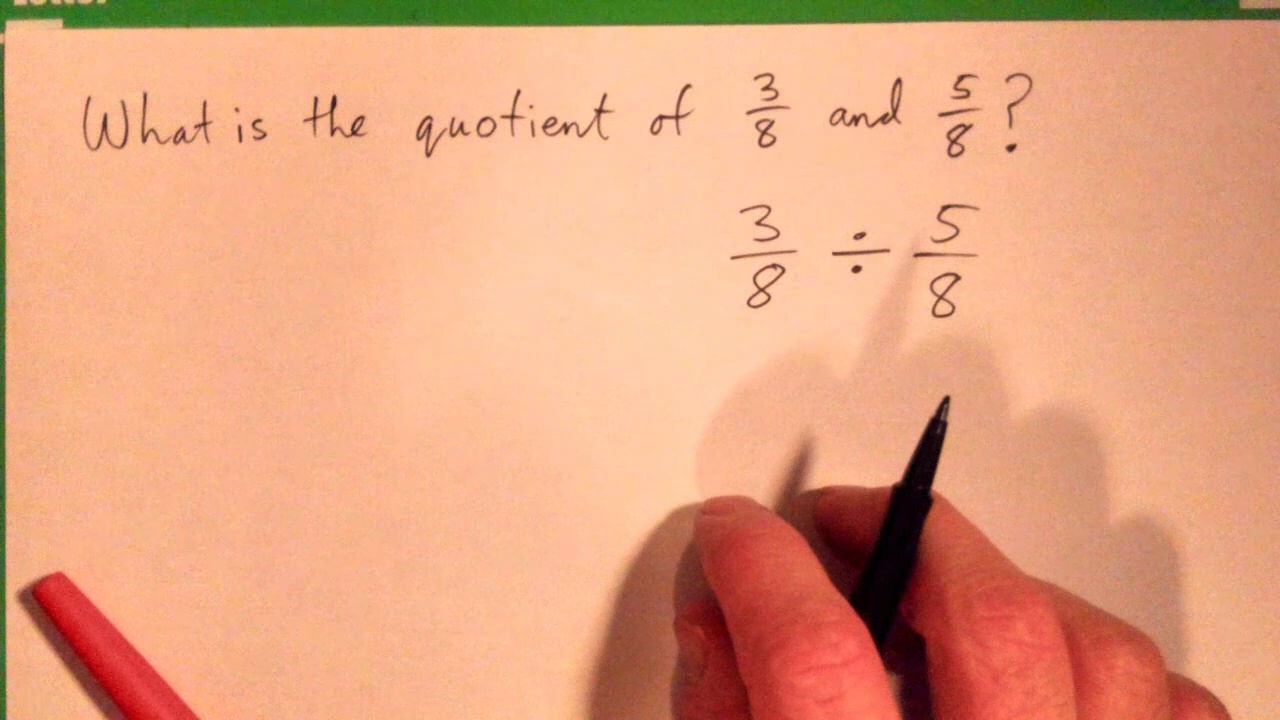 What is the quotient of 3/8 and 5/8?
3/8 ÷ 5/8